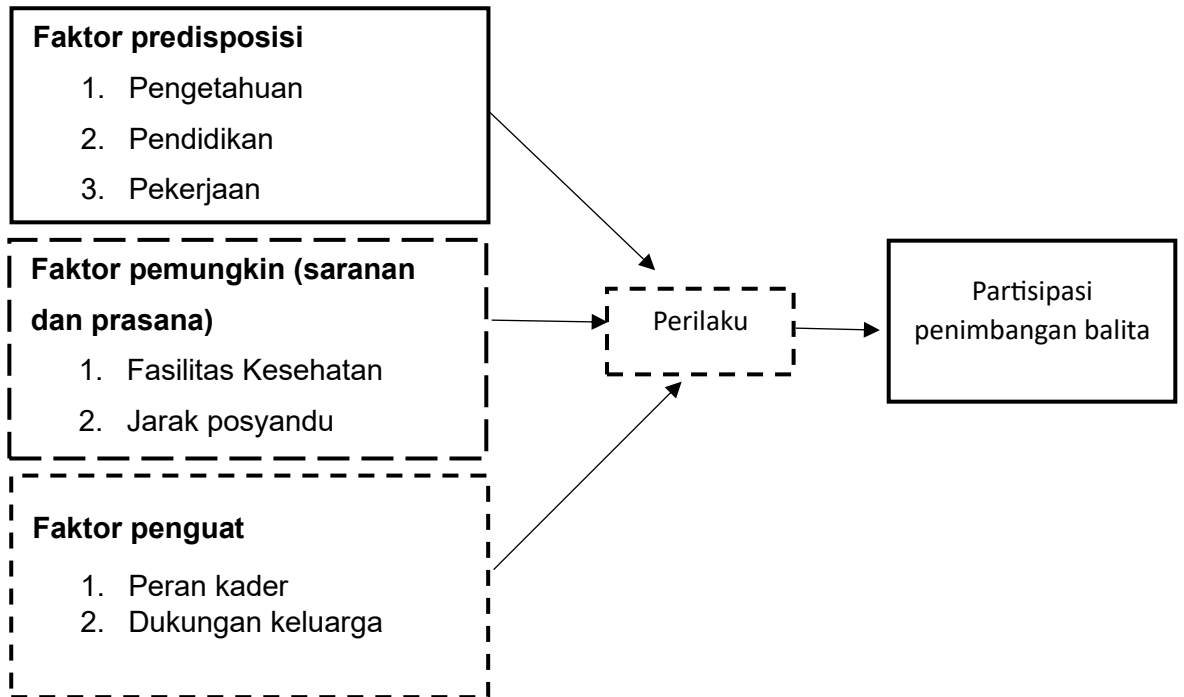 Faktor predisposisi
1. Pengetahuan
2. Pendidikan
3. Pekerjaan
Faktor pemungkin (saranan
dan prasana)
1. Fasilitas Kesehatan
2. Jarak posyandu
Faktor penguat
1. Peran kader
2. Dukungan keluarga
Perilaku
Partisipasi
penimbangan balita